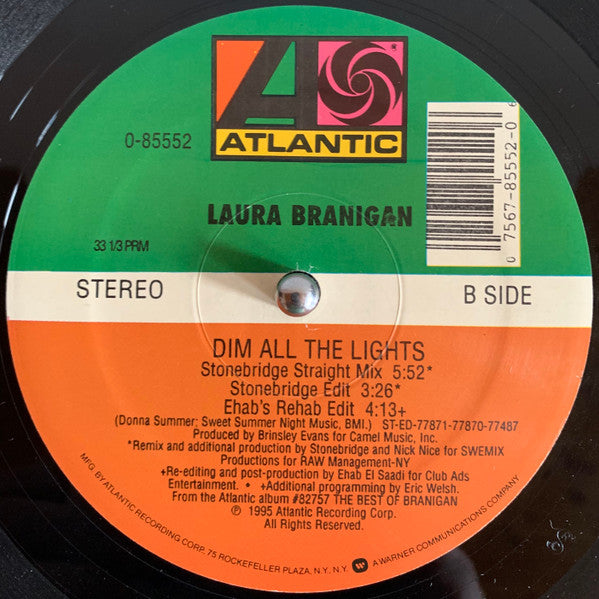 ATLANTIC
0-85552
LAURA BRANIGAN
0 7567-85552-0 6
33 1/3 PRM
STEREO
B SIDE
DIM ALL THE LIGHTS
Stonebridge Straight Mix 5:52*
Stonebridge Edit 3:26*
Ehab's Rehab Edit 4:13+
(Donna Summer; Sweet Summer Night Music, BMI.) ST-ED-77871-77870-77487
Produced by Brinsley Evans for Camel Music, Inc.
*Remix and additional production by Stonebridge and Nick Nice for SWEMIX
Productions for RAW Management-NY
+Re-editing and post-production by Ehab El Saadi for Club Ads
Entertainment. * +Additional programming by Eric Welsh.
From the Atlantic album #82757 THE BEST OF BRANIGAN
℗ 1995 Atlantic Recording Corp.
All Rights Reserved.
MFG. BY ATLANTIC RECORDING CORP. 75 ROCKEFELLER PLAZA, N.Y. N.Y. A WARNER COMMUNICATIONS COMPANY